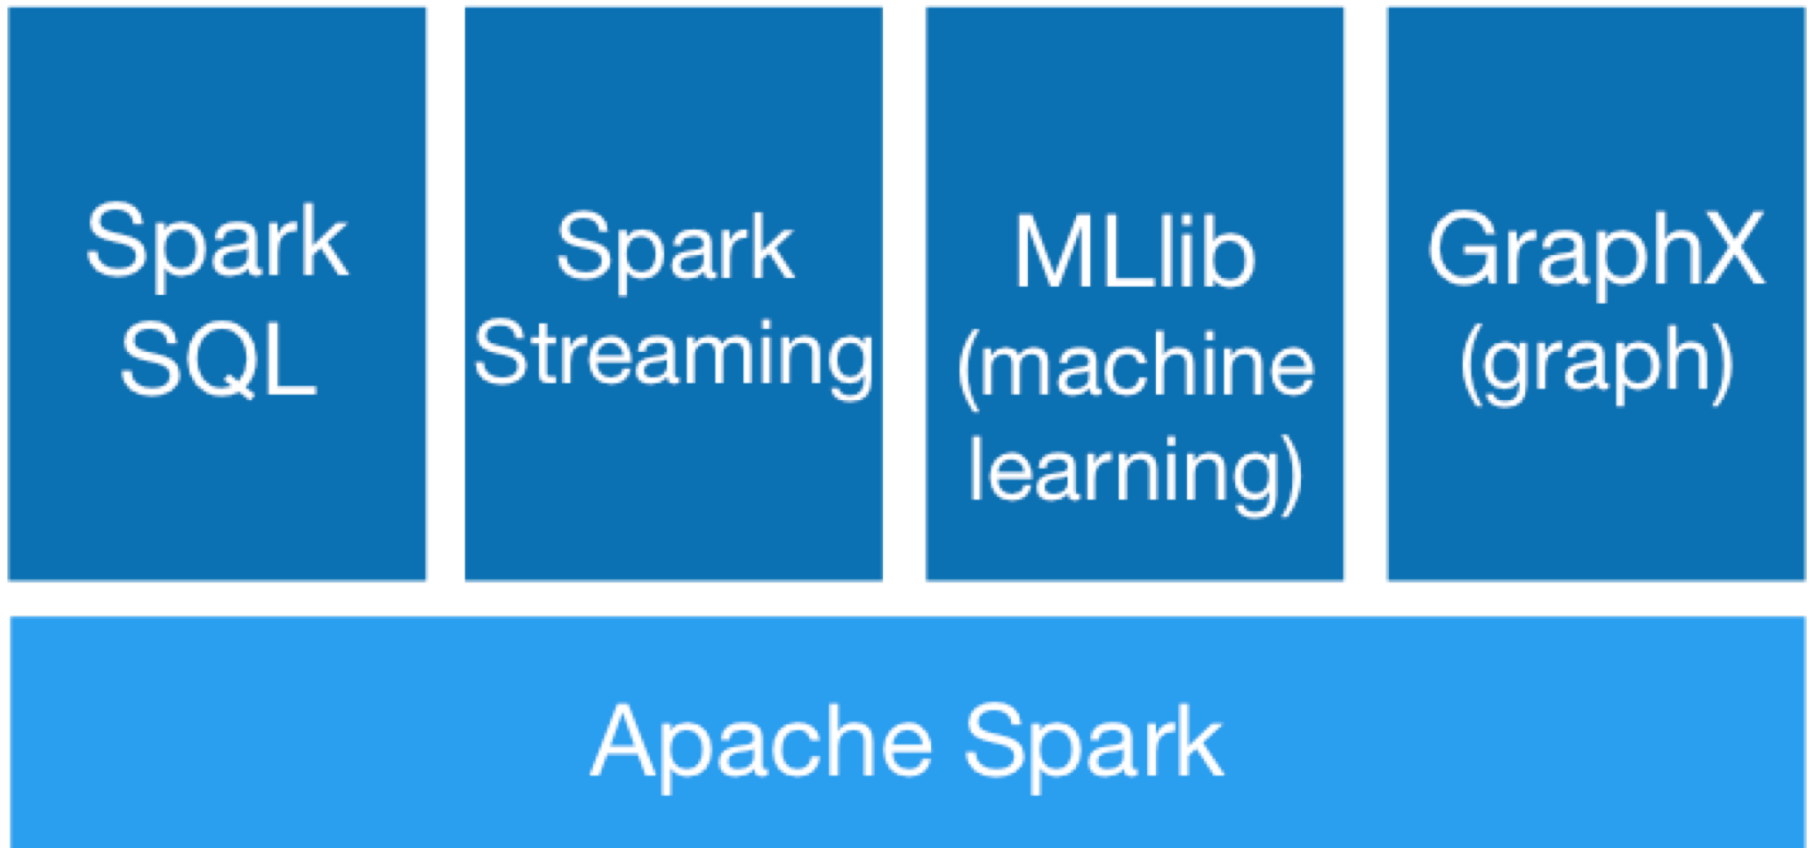 Spark
SQL
Spark
Streaming
MLlib
(machine
learning)
GraphX
(graph)
Apache Spark